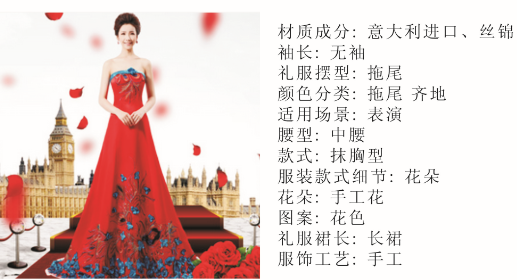 材质成分: 意大利进口、丝锦
袖长: 无袖
礼服摆型: 拖尾
颜色分类: 拖尾 齐地
适用场景: 表演
腰型: 中腰
款式: 抹胸型
服装款式细节: 花朵
花朵: 手工花
图案: 花色
礼服裙长: 长裙
服饰工艺: 手工